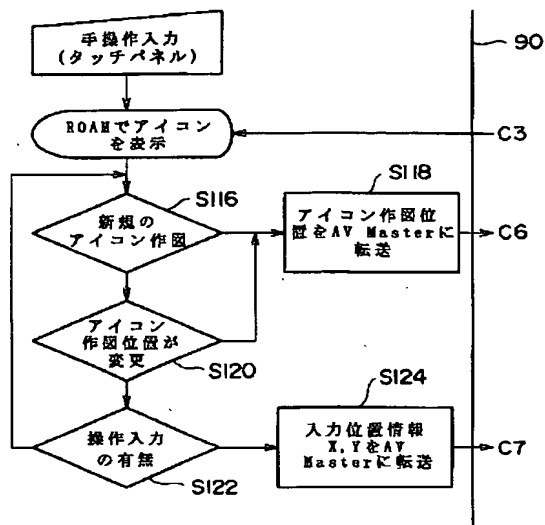 手操作入力
(タッチパネル)
90
ROAMでアイコン
を表示
C3
S116
新規の
アイコン作図
S118
アイコン作図位
置をAV Masterに
転送
C6
アイコン
作図位置が
変更
S120
S124
操作入力
の有無
S122
入力位置情報
X,YをAV
Masterに転送
C7